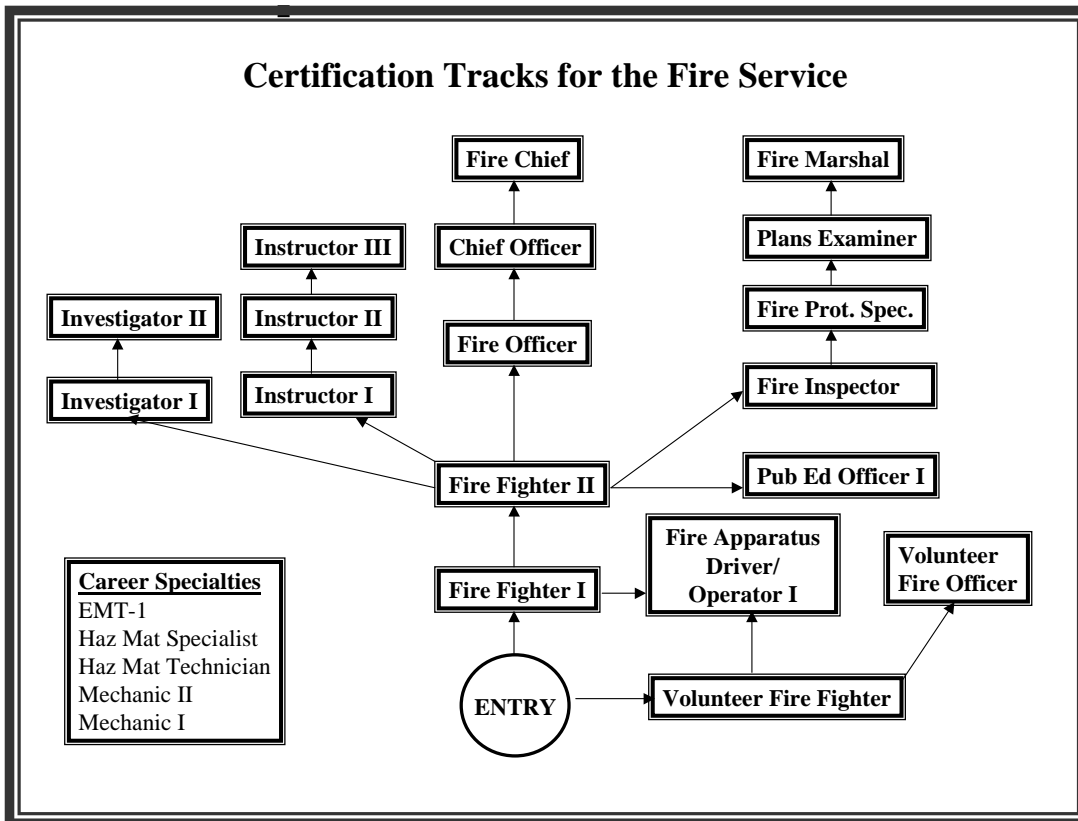 Certification Tracks for the Fire Service
Fire Chief
Fire Marshal
Instructor III
Chief Officer
Plans Examiner
Investigator II
Instructor II
Fire Officer
Fire Prot. Spec.
Investigator I
Instructor I
Fire Inspector
Fire Fighter II
Pub Ed Officer I
Fire Fighter I
Fire Apparatus
Driver/
Operator I
Volunteer
Fire Officer
Career Specialties
EMT-1
Haz Mat Specialist
Haz Mat Technician
Mechanic II
Mechanic I
ENTRY
Volunteer Fire Fighter